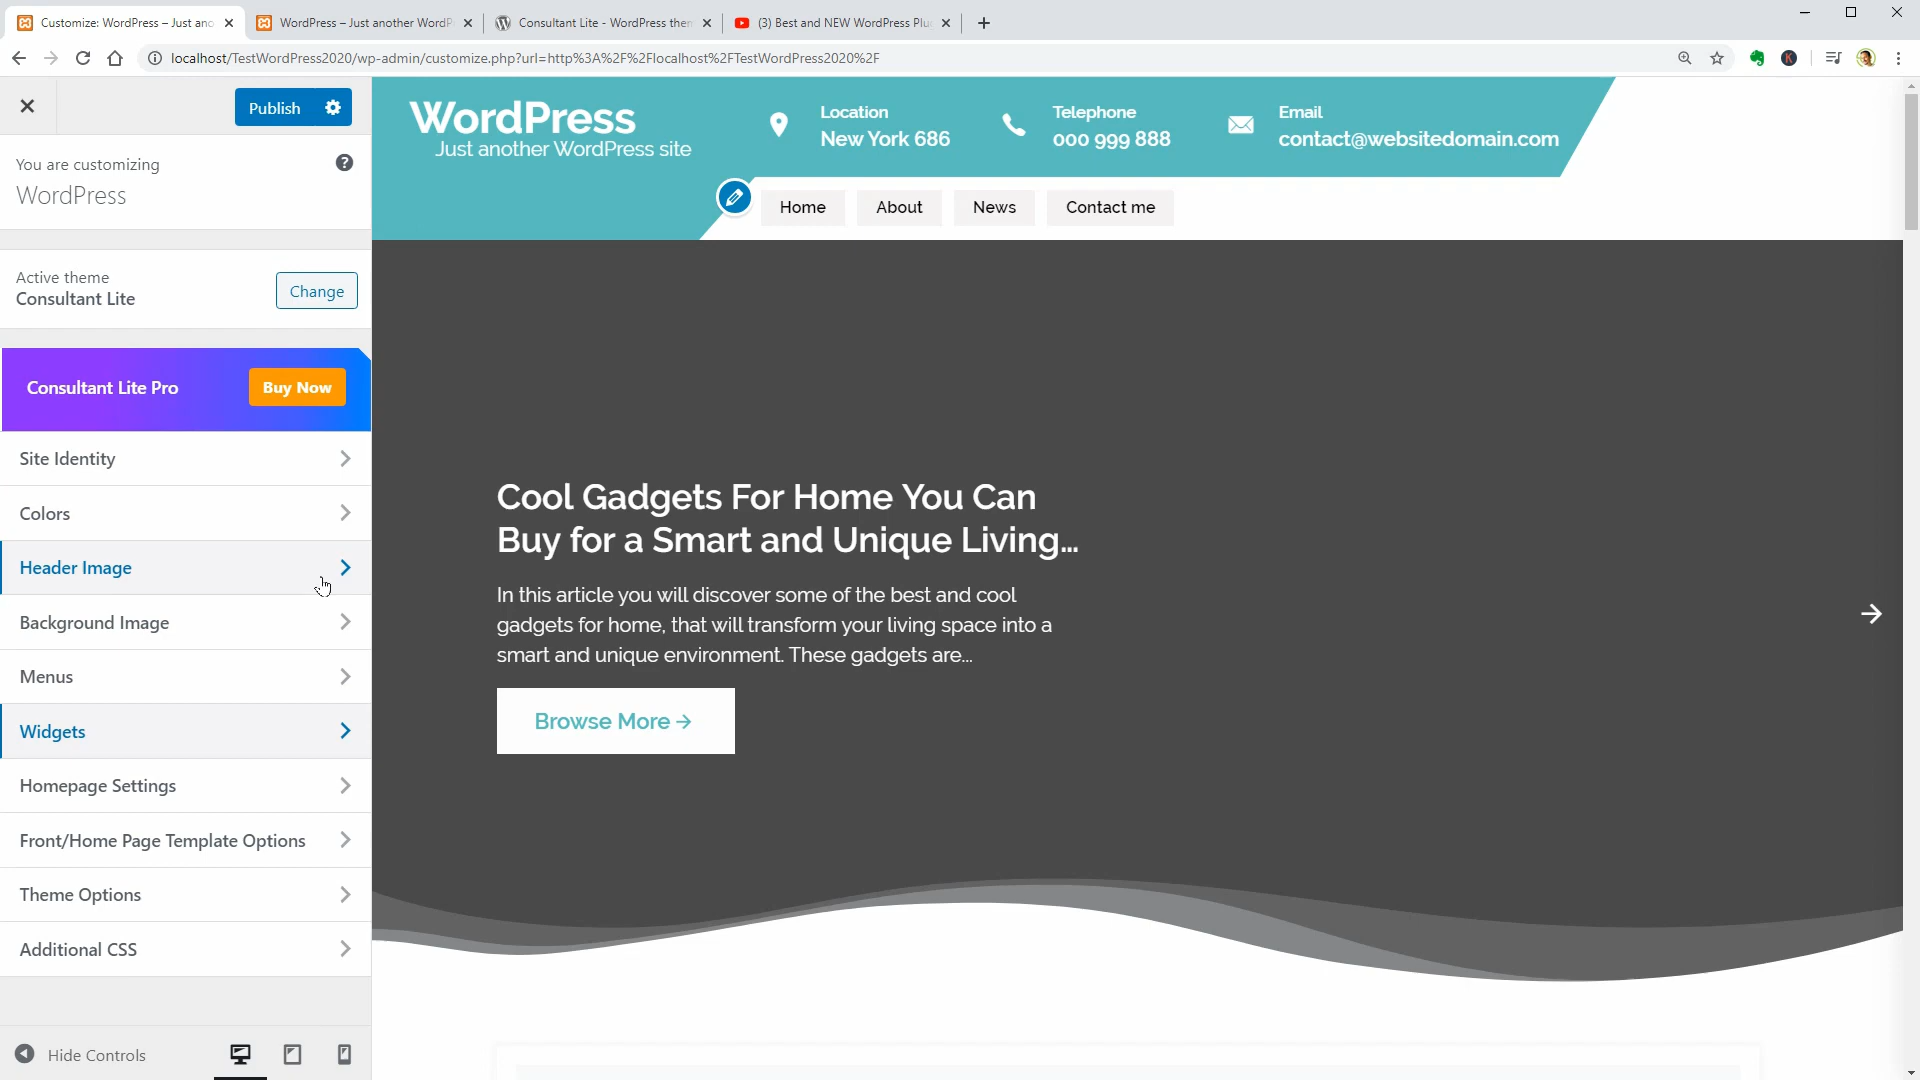 Customize: WordPress – Just ano
WordPress – Just another WordP
Consultant Lite - WordPress them
(3) Best and NEW WordPress Plu
localhost/TestWordPress2020/wp-admin/customize.php?url=http%3A%2F%2Flocalhost%2FTestWordPress2020%2F
K
Publish
You are customizing
WordPress
Active theme
Consultant Lite
Change
Consultant Lite Pro
Buy Now
Site Identity
Colors
Header Image
Background Image
Menus
Widgets
Homepage Settings
Front/Home Page Template Options
Theme Options
Additional CSS
Hide Controls
WordPress
Just another WordPress site
Location
New York 686
Telephone
000 999 888
Email
contact@websitedomain.com
Home
About
News
Contact me
Cool Gadgets For Home You Can
Buy for a Smart and Unique Living...
In this article you will discover some of the best and cool
gadgets for home, that will transform your living space into a
smart and unique environment. These gadgets are...
Browse More →